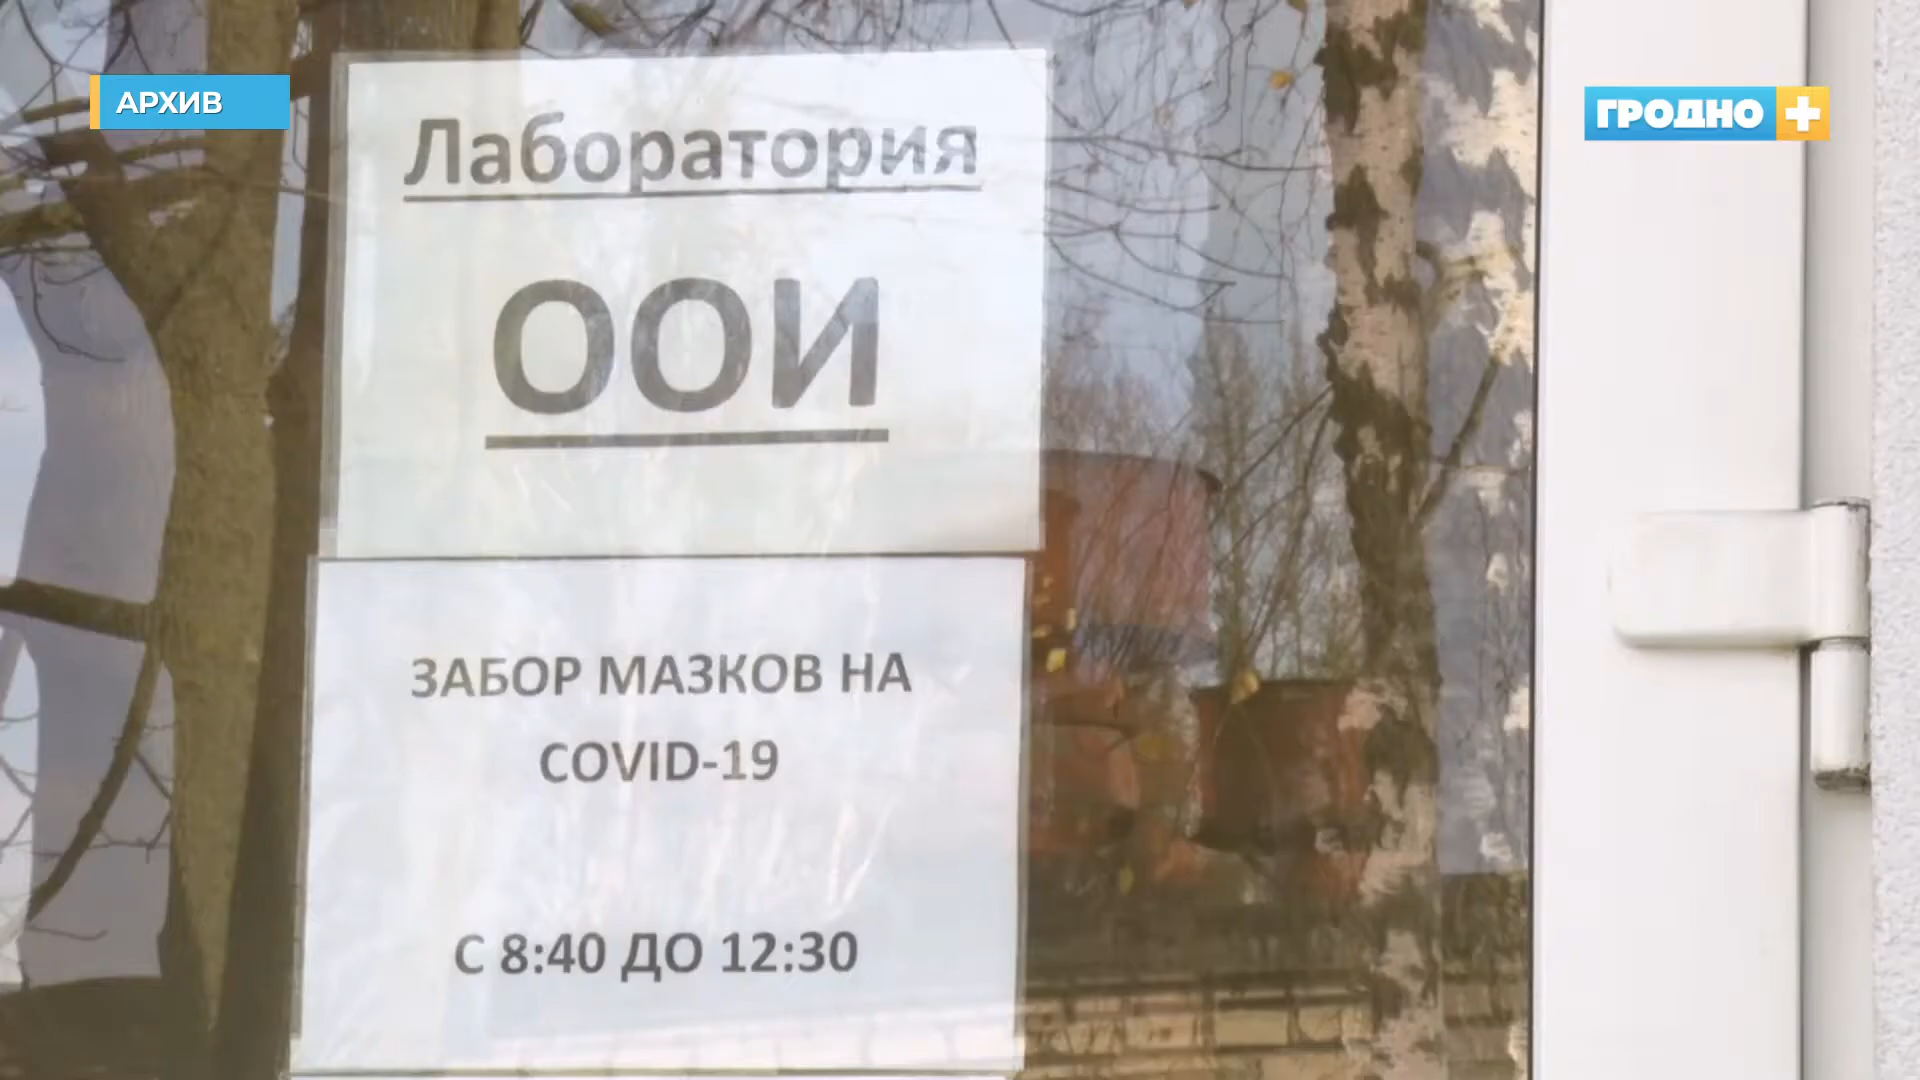 АРХИВ
ГРОДНО +
Лаборатория
ООИ
ЗАБОР МАЗКОВ НА
COVID-19
С 8:40 ДО 12:30